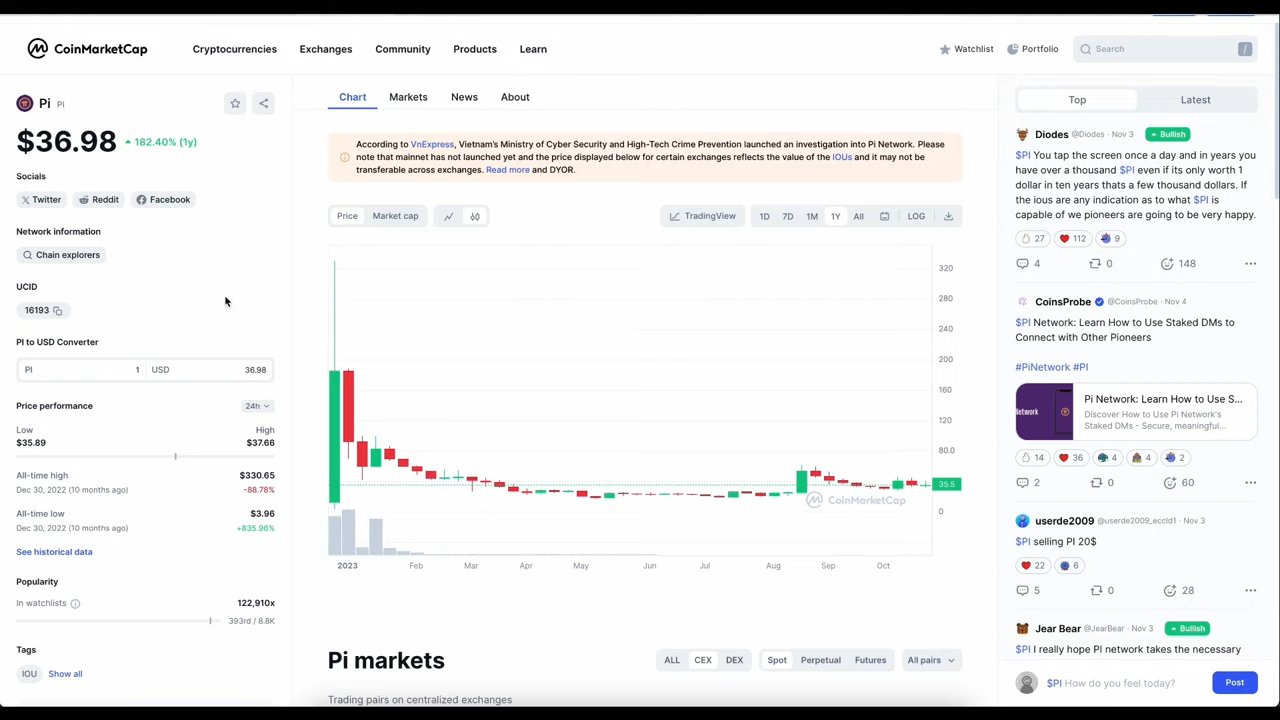 CoinMarketCap
Cryptocurrencies Exchanges Community Products Learn
Watchlist Portfolio Search /
Pi PI
$36.98 182.40% (1y)
Socials
Twitter Reddit Facebook
Network information
Chain explorers
UCID
16193
PI to USD Converter
PI 1 USD 36.98
Price performance 24h
Low High
$35.89 $37.66
All-time high $330.65
Dec 30, 2022 (10 months ago) -88.78%
All-time low $3.96
Dec 30, 2022 (10 months ago) +835.96%
See historical data
Popularity
In watchlists 122,910x
393rd / 8.8K
Tags
IOU Show all
Chart Markets News About
According to VnExpress, Vietnam's Ministry of Cyber Security and High-Tech Crime Prevention launched an investigation into Pi Network. Please
note that mainnet has not launched yet and the price displayed below for certain exchanges reflects the value of the IOUs and it may not be
transferable across exchanges. Read more and DYOR.
Price Market cap TradingView 1D 7D 1M 1Y All LOG
320
280
240
200
160
120
80.0
35.5
0
CoinMarketCap
2023 Feb Mar Apr May Jun Jul Aug Sep Oct
Pi markets
ALL CEX DEX Spot Perpetual Futures All pairs
Trading pairs on centralized exchanges
Top Latest
Diodes @Diodes · Nov 3 Bullish
$PI You tap the screen once a day and in years you
have over a thousand $PI even if its only worth 1
dollar in ten years thats a few thousand dollars. If
the ious are any indication as to what $PI is
capable of we pioneers are going to be very happy.
27 112 9
4 0 148
CoinsProbe @CoinsProbe · Nov 4
$PI Network: Learn How to Use Staked DMs to
Connect with Other Pioneers
#PiNetwork #PI
Network
Pi Network: Learn How to Use S...
Discover How to Use Pi Network's
Staked DMs - Secure, meaningful...
14 36 4 4 2
2 0 60
userde2009 @userde2009_eccld1 · Nov 3
$PI selling PI 20$
22 6
5 0 28
Jear Bear @JearBear · Nov 3 Bullish
$PI I really hope PI network takes the necessary
$PI How do you feel today? Post